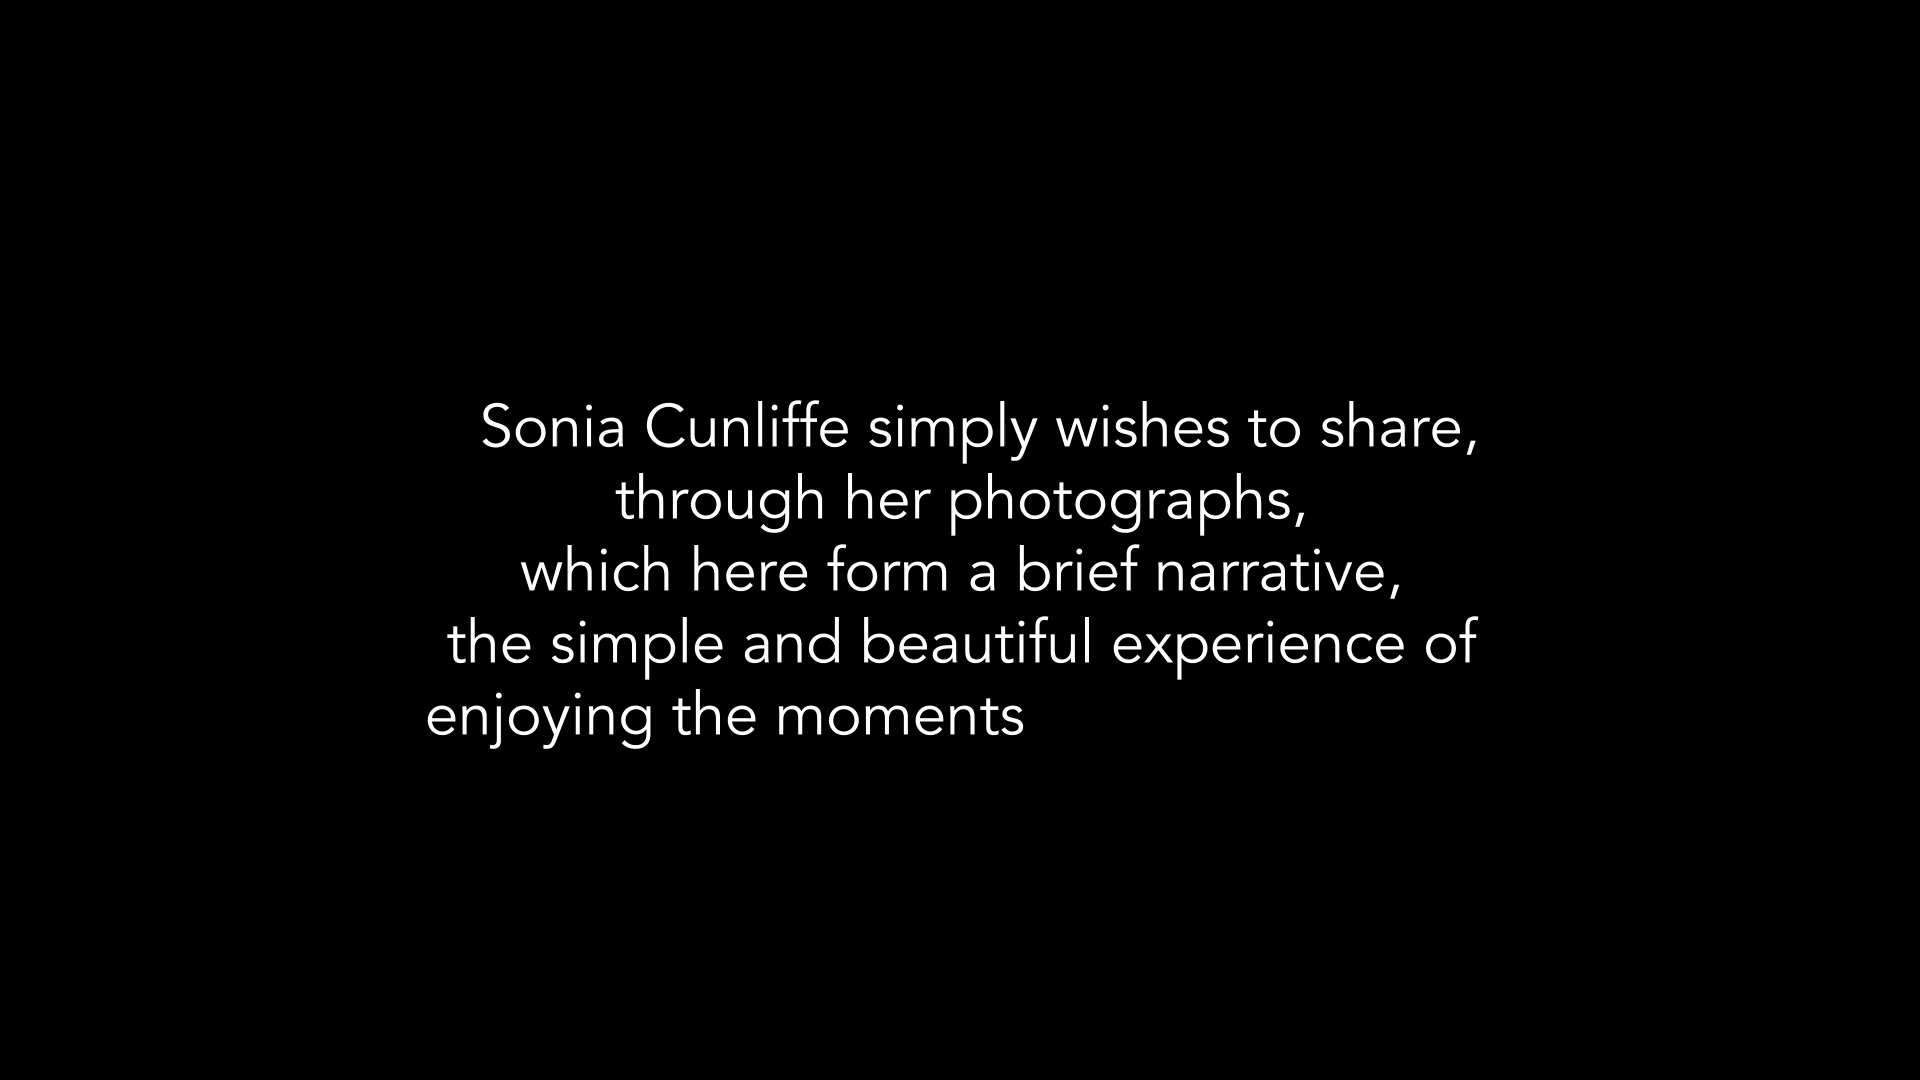 Sonia Cunliffe simply wishes to share,
through her photographs,
which here form a brief narrative,
the simple and beautiful experience of
enjoying the moments